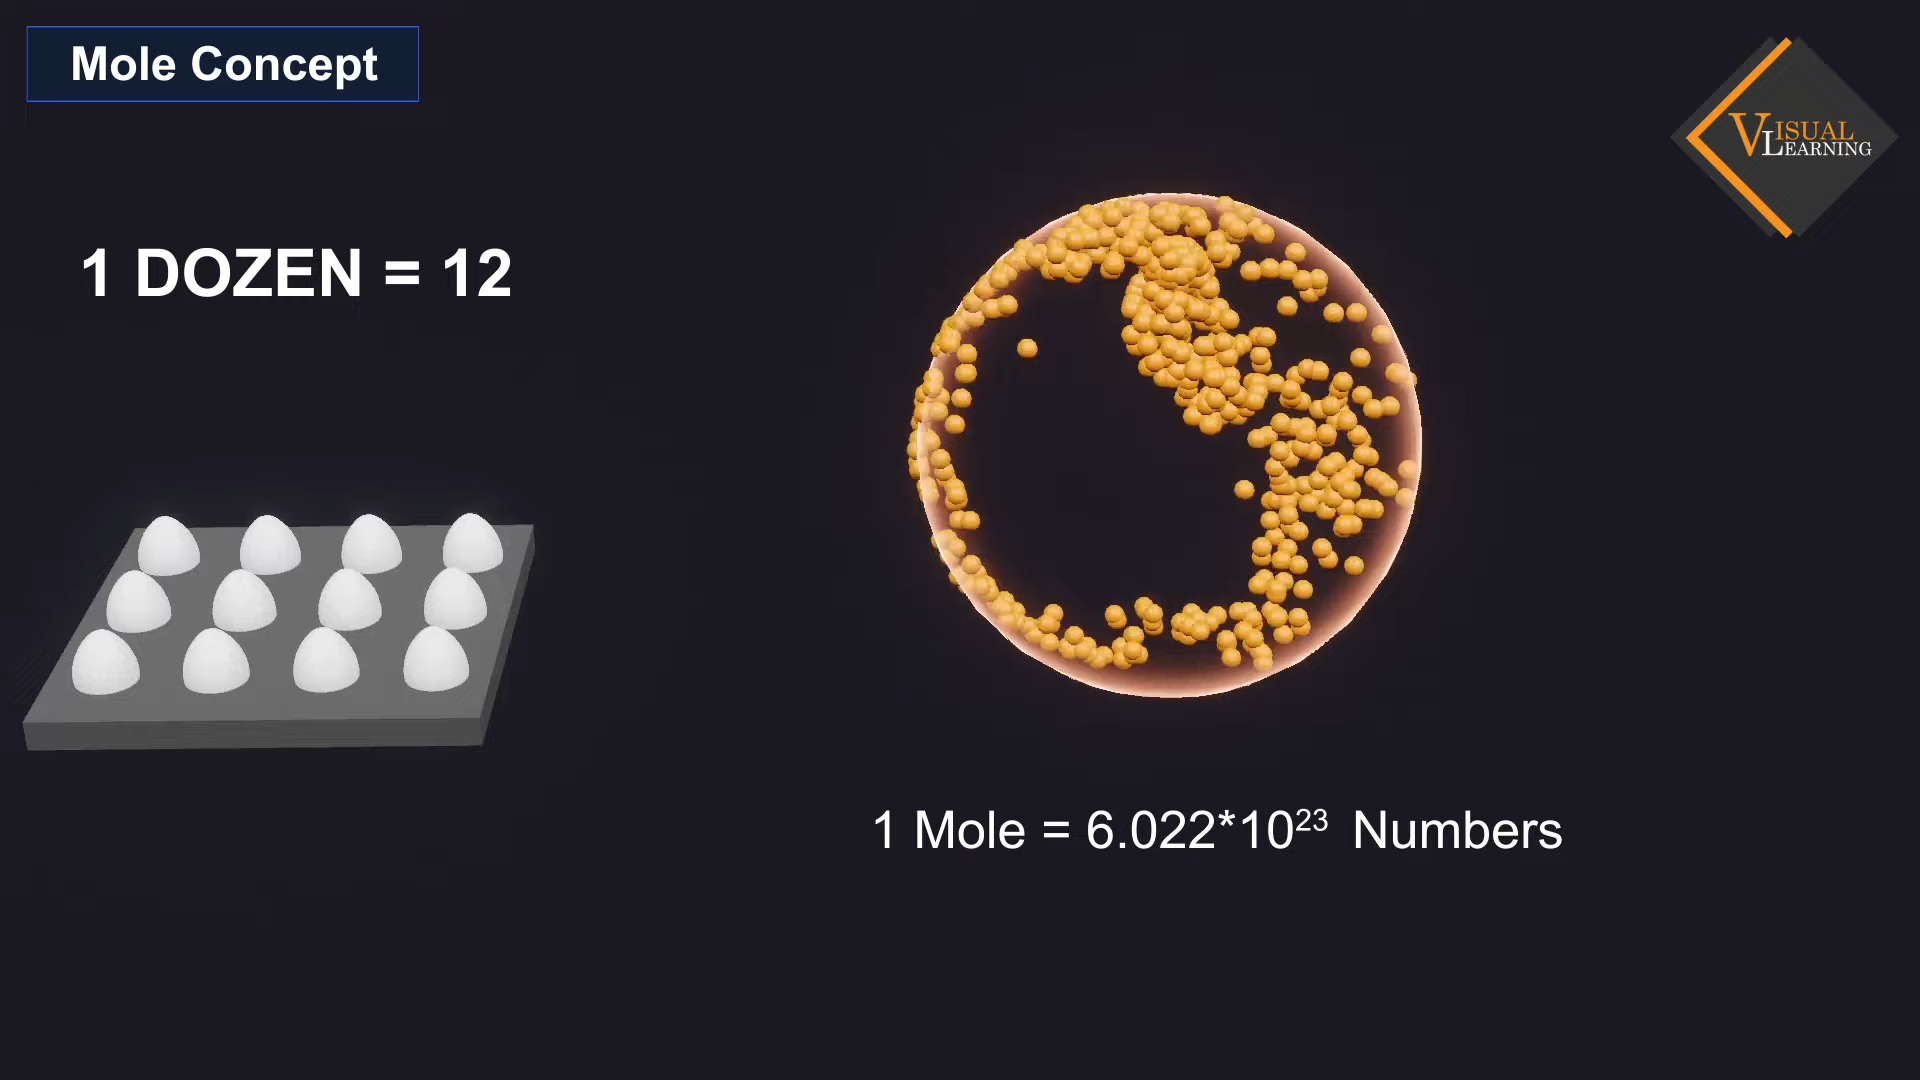 Mole Concept
VISUAL
LEARNING
1 DOZEN = 12
1 Mole = 6.022*10²³ Numbers